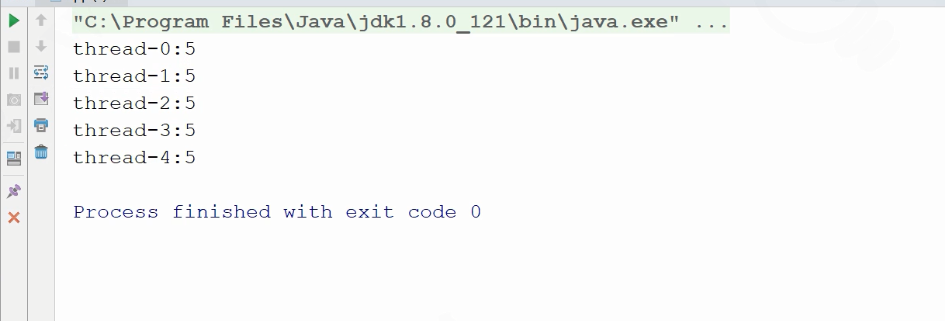 "C:\Program Files\Java\jdk1.8.0_121\bin\java.exe" ...
thread-0:5
thread-1:5
thread-2:5
thread-3:5
thread-4:5
Process finished with exit code 0